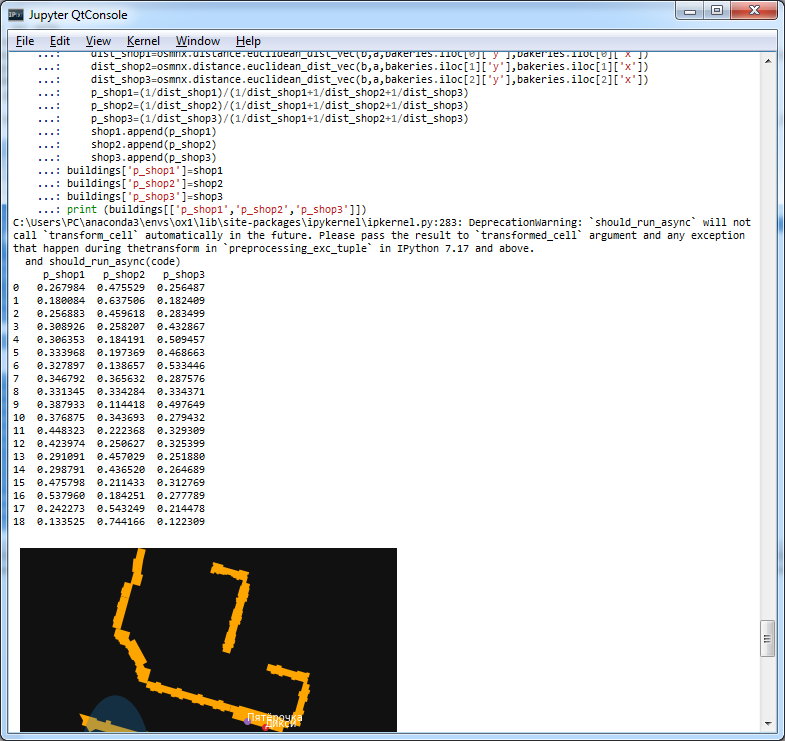 Jupyter QtConsole
File Edit View Kernel Window Help
...: dist_shop1=osmnx.distance.euclidean_dist_vec(b,a,bakeries.iloc[0]['y'],bakeries.iloc[0]['x'])
...: dist_shop2=osmnx.distance.euclidean_dist_vec(b,a,bakeries.iloc[1]['y'],bakeries.iloc[1]['x'])
...: dist_shop3=osmnx.distance.euclidean_dist_vec(b,a,bakeries.iloc[2]['y'],bakeries.iloc[2]['x'])
...: p_shop1=(1/dist_shop1)/(1/dist_shop1+1/dist_shop2+1/dist_shop3)
...: p_shop2=(1/dist_shop2)/(1/dist_shop1+1/dist_shop2+1/dist_shop3)
...: p_shop3=(1/dist_shop3)/(1/dist_shop1+1/dist_shop2+1/dist_shop3)
...: shop1.append(p_shop1)
...: shop2.append(p_shop2)
...: shop3.append(p_shop3)
...: buildings['p_shop1']=shop1
...: buildings['p_shop2']=shop2
...: buildings['p_shop3']=shop3
...: print (buildings[['p_shop1','p_shop2','p_shop3']])
C:\Users\PC\anaconda3\envs\ox1\lib\site-packages\ipykernel\ipkernel.py:283: DeprecationWarning: `should_run_async` will not
call `transform_cell` automatically in the future. Please pass the result to `transformed_cell` argument and any exception
that happen during thetransform in `preprocessing_exc_tuple` in IPython 7.17 and above.
and should_run_async(code)
p_shop1 p_shop2 p_shop3
0 0.267984 0.475529 0.256487
1 0.180084 0.637506 0.182409
2 0.256883 0.459618 0.283499
3 0.308926 0.258207 0.432867
4 0.306353 0.184191 0.509457
5 0.333968 0.197369 0.468663
6 0.327897 0.138657 0.533446
7 0.346792 0.365632 0.287576
8 0.331345 0.334284 0.334371
9 0.387933 0.114418 0.497649
10 0.376875 0.343693 0.279432
11 0.448323 0.222368 0.329309
12 0.423974 0.250627 0.325399
13 0.291091 0.457029 0.251880
14 0.298791 0.436520 0.264689
15 0.475798 0.211433 0.312769
16 0.537960 0.184251 0.277789
17 0.242273 0.543249 0.214478
18 0.133525 0.744166 0.122309
Пятёрочка
Дикси